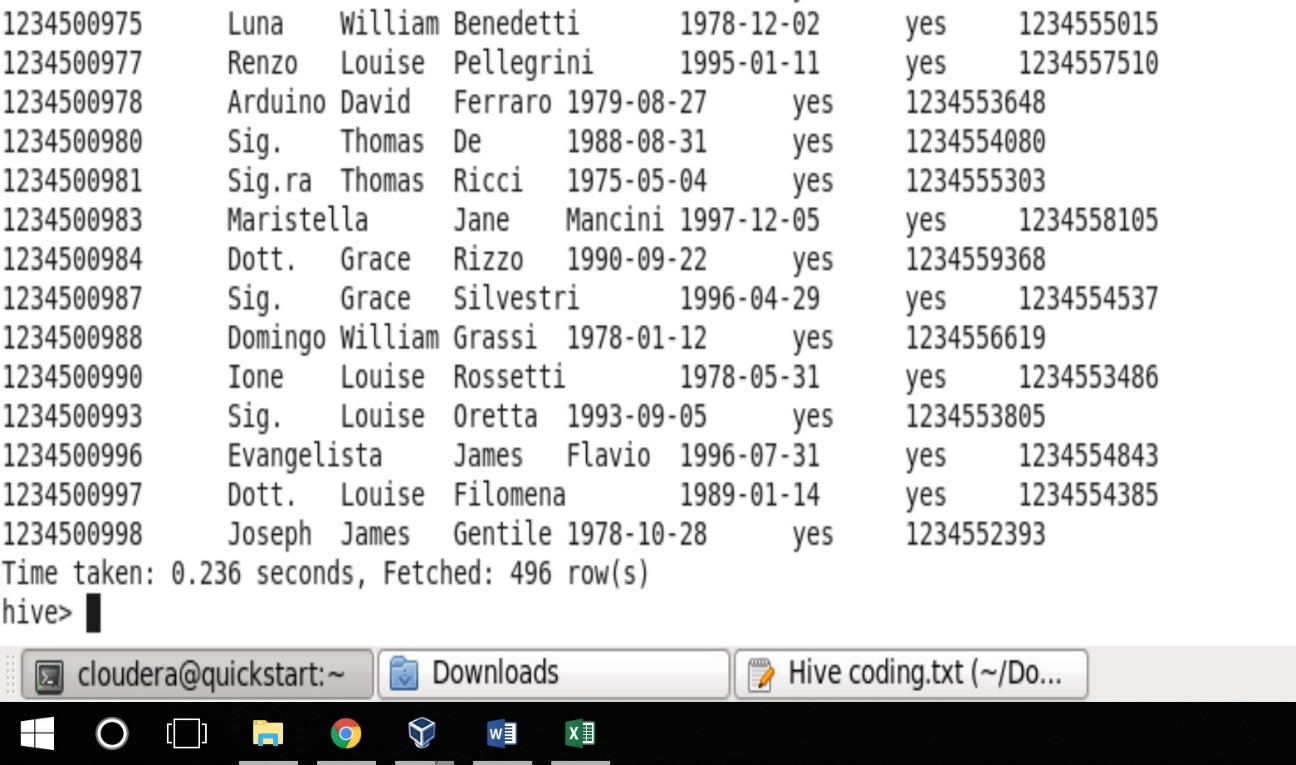 1234500975 Luna William Benedetti 1978-12-02 yes 1234555015
1234500977 Renzo Louise Pellegrini 1995-01-11 yes 1234557510
1234500978 Arduino David Ferraro 1979-08-27 yes 1234553648
1234500980 Sig. Thomas De 1988-08-31 yes 1234554080
1234500981 Sig.ra Thomas Ricci 1975-05-04 yes 1234555303
1234500983 Maristella Jane Mancini 1997-12-05 yes 1234558105
1234500984 Dott. Grace Rizzo 1990-09-22 yes 1234559368
1234500987 Sig. Grace Silvestri 1996-04-29 yes 1234554537
1234500988 Domingo William Grassi 1978-01-12 yes 1234556619
1234500990 Ione Louise Rossetti 1978-05-31 yes 1234553486
1234500993 Sig. Louise Oretta 1993-09-05 yes 1234553805
1234500996 Evangelista James Flavio 1996-07-31 yes 1234554843
1234500997 Dott. Louise Filomena 1989-01-14 yes 1234554385
1234500998 Joseph James Gentile 1978-10-28 yes 1234552393
Time taken: 0.236 seconds, Fetched: 496 row(s)
hive>
cloudera@quickstart:~ Downloads Hive coding.txt (~/Do...